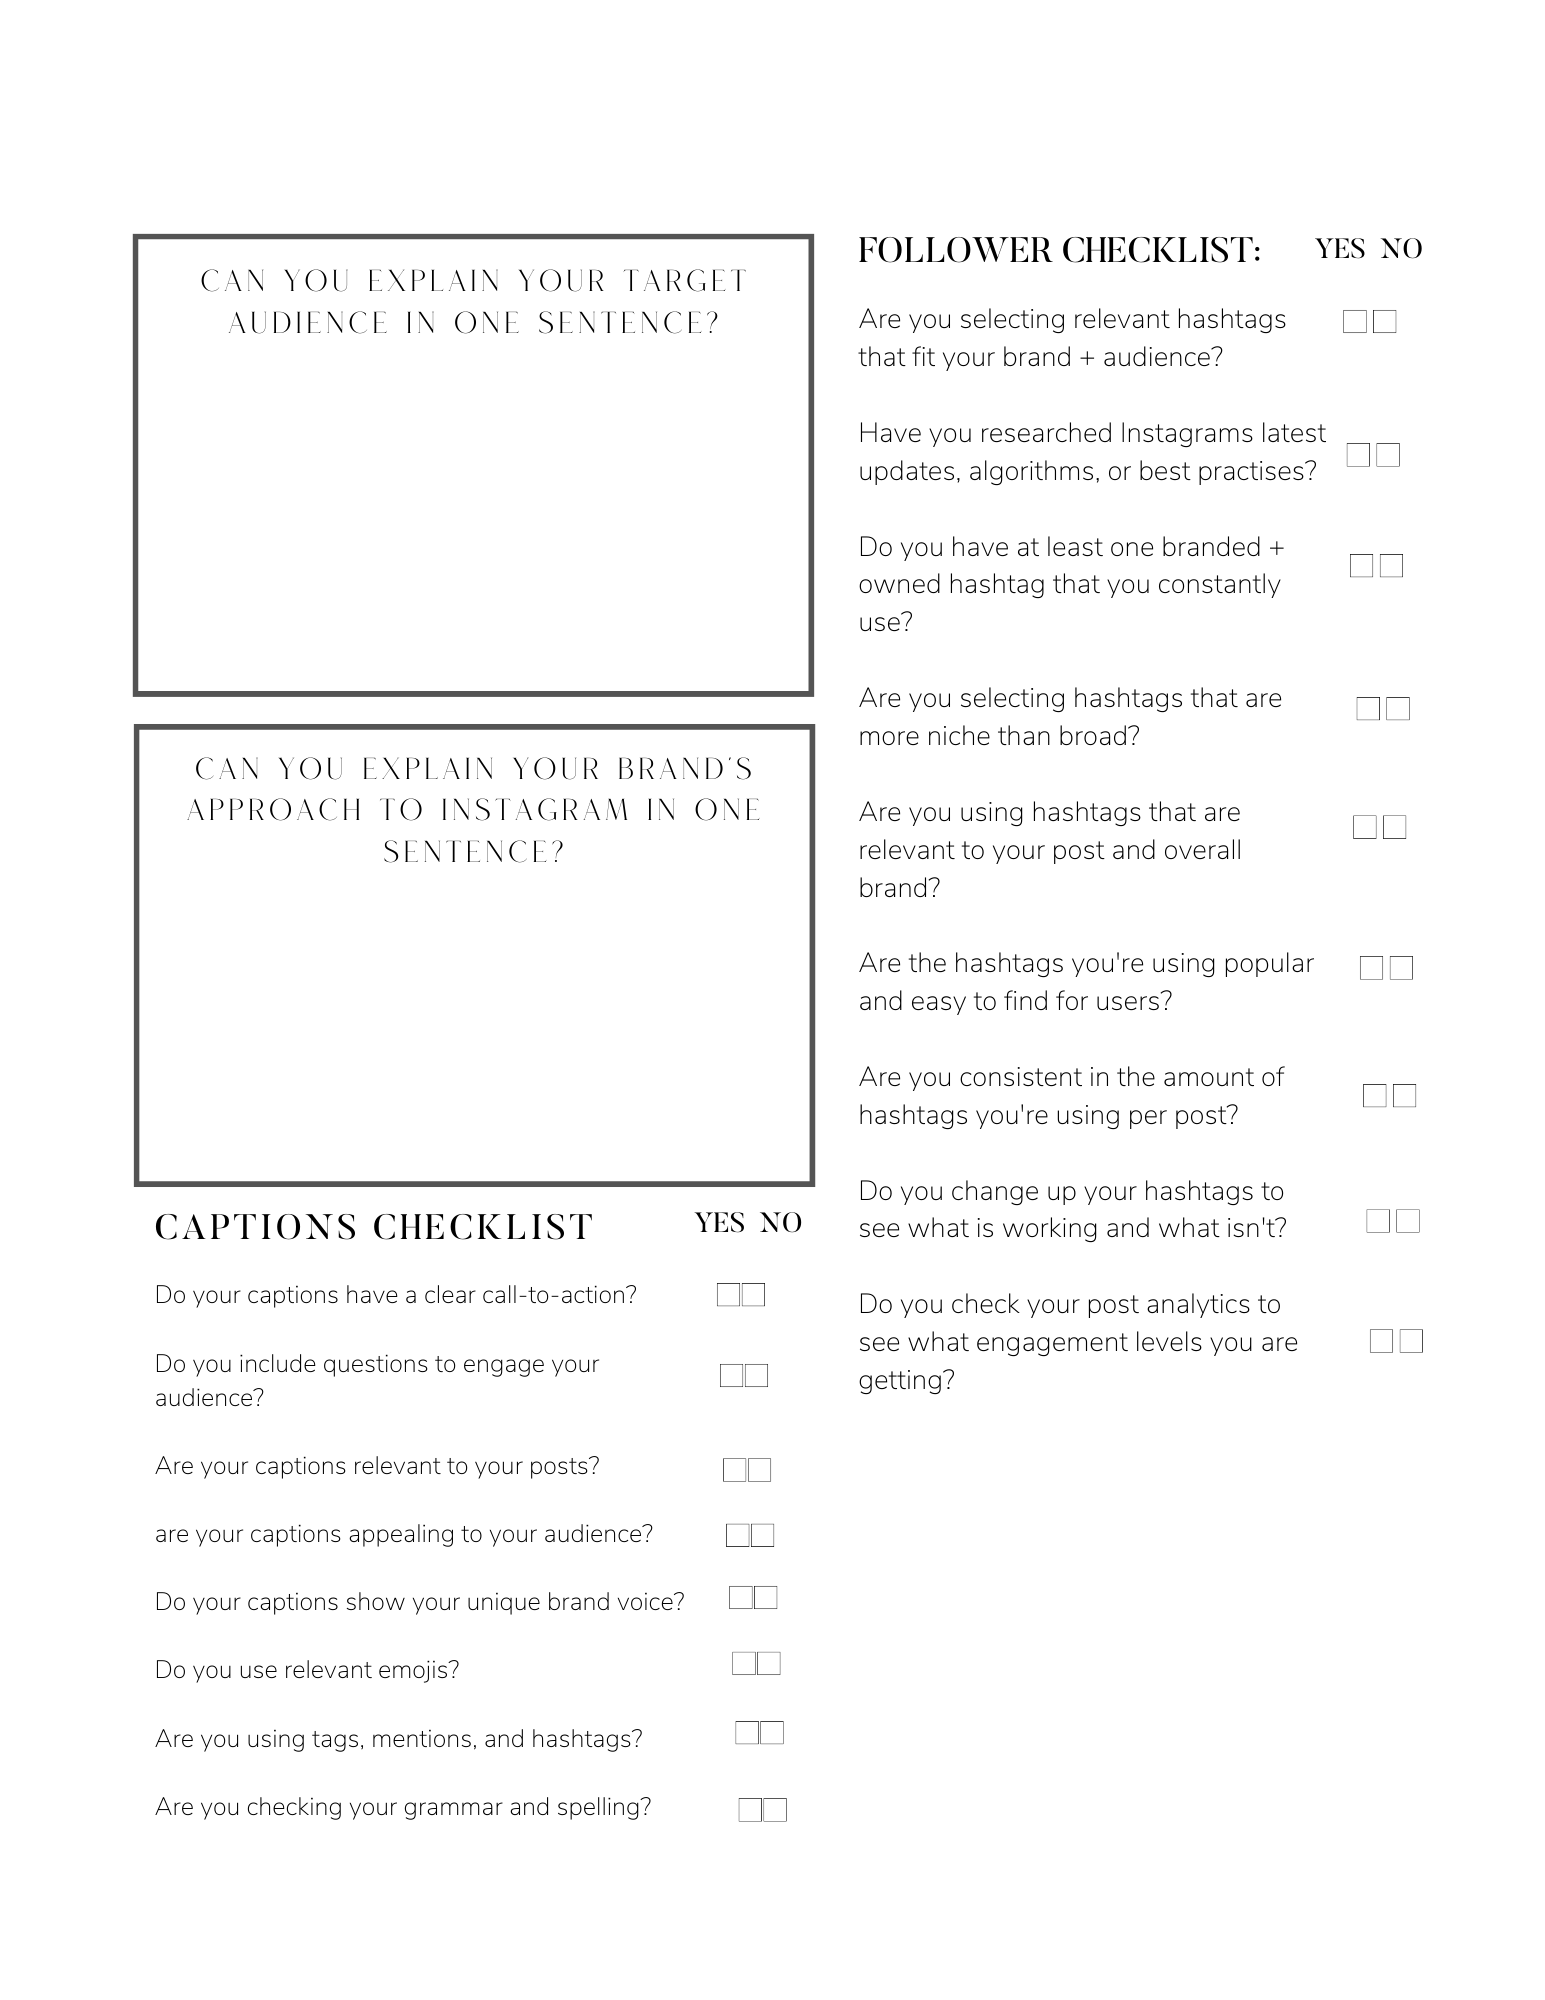 CAN YOU EXPLAIN YOUR TARGET
AUDIENCE IN ONE SENTENCE?
CAN YOU EXPLAIN YOUR BRAND'S
APPROACH TO INSTAGRAM IN ONE
SENTENCE?
CAPTIONS CHECKLIST YES NO
Do your captions have a clear call-to-action?
Do you include questions to engage your
audience?
Are your captions relevant to your posts?
are your captions appealing to your audience?
Do your captions show your unique brand voice?
Do you use relevant emojis?
Are you using tags, mentions, and hashtags?
Are you checking your grammar and spelling?
FOLLOWER CHECKLIST: YES NO
Are you selecting relevant hashtags
that fit your brand + audience?
Have you researched Instagrams latest
updates, algorithms, or best practises?
Do you have at least one branded +
owned hashtag that you constantly
use?
Are you selecting hashtags that are
more niche than broad?
Are you using hashtags that are
relevant to your post and overall
brand?
Are the hashtags you're using popular
and easy to find for users?
Are you consistent in the amount of
hashtags you're using per post?
Do you change up your hashtags to
see what is working and what isn't?
Do you check your post analytics to
see what engagement levels you are
getting?